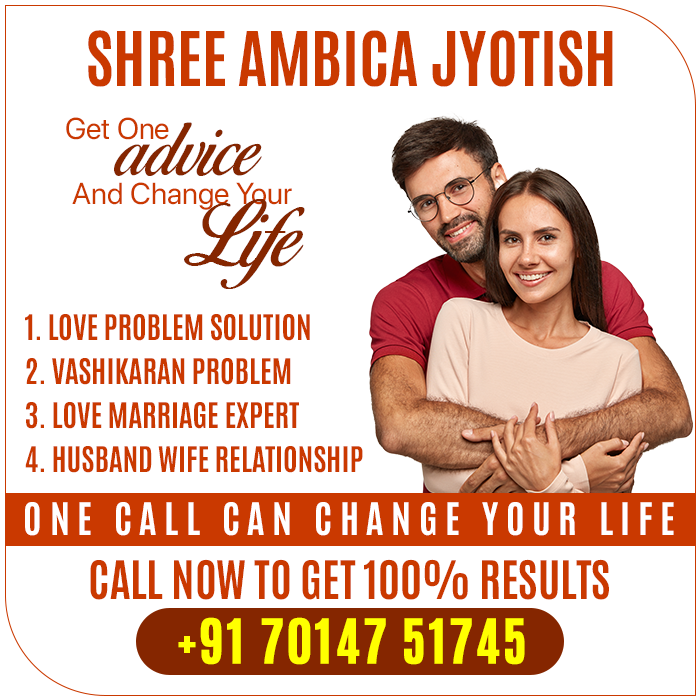 SHREE AMBICA JYOTISH
Get One
advice
And Change Your
Life
1. LOVE PROBLEM SOLUTION
2. VASHIKARAN PROBLEM
3. LOVE MARRIAGE EXPERT
4. HUSBAND WIFE RELATIONSHIP
ONE CALL CAN CHANGE YOUR LIFE
CALL NOW TO GET 100% RESULTS
+91 70147 51745